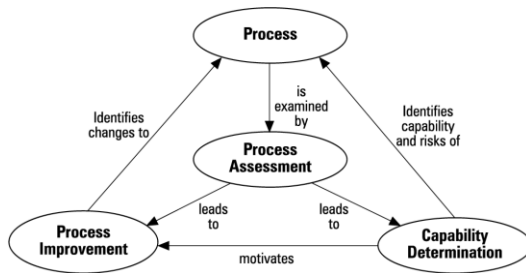 Process
is
examined
by
Identifies
changes to
Identifies
capability
and risks of
Process
Assessment
leads
to
leads
to
Process
Improvement
motivates
Capability
Determination